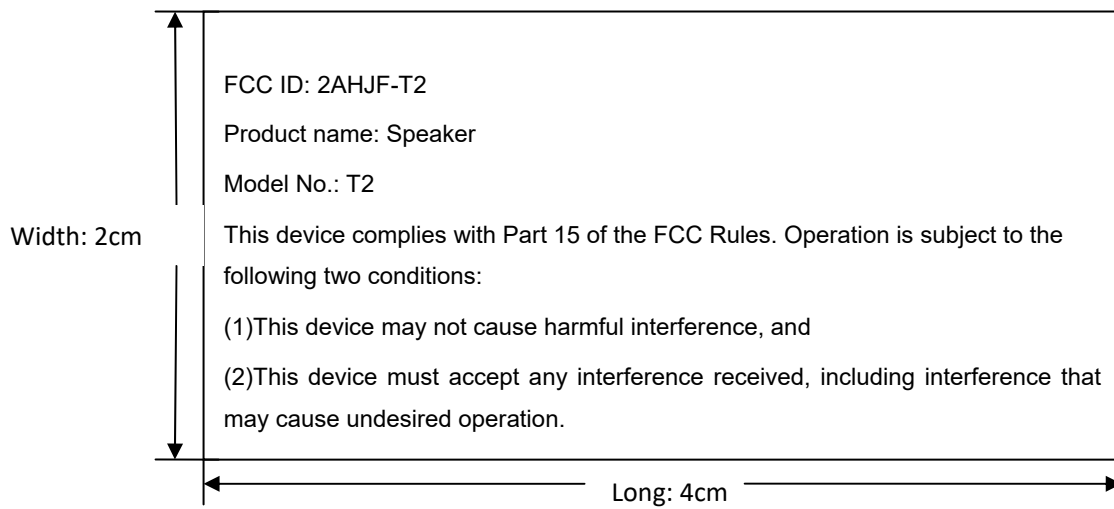 FCC ID: 2AHJF-T2
Product name: Speaker
Model No.: T2
Width: 2cm
This device complies with Part 15 of the FCC Rules. Operation is subject to the
following two conditions:
(1)This device may not cause harmful interference, and
(2)This device must accept any interference received, including interference that
may cause undesired operation.
Long: 4cm